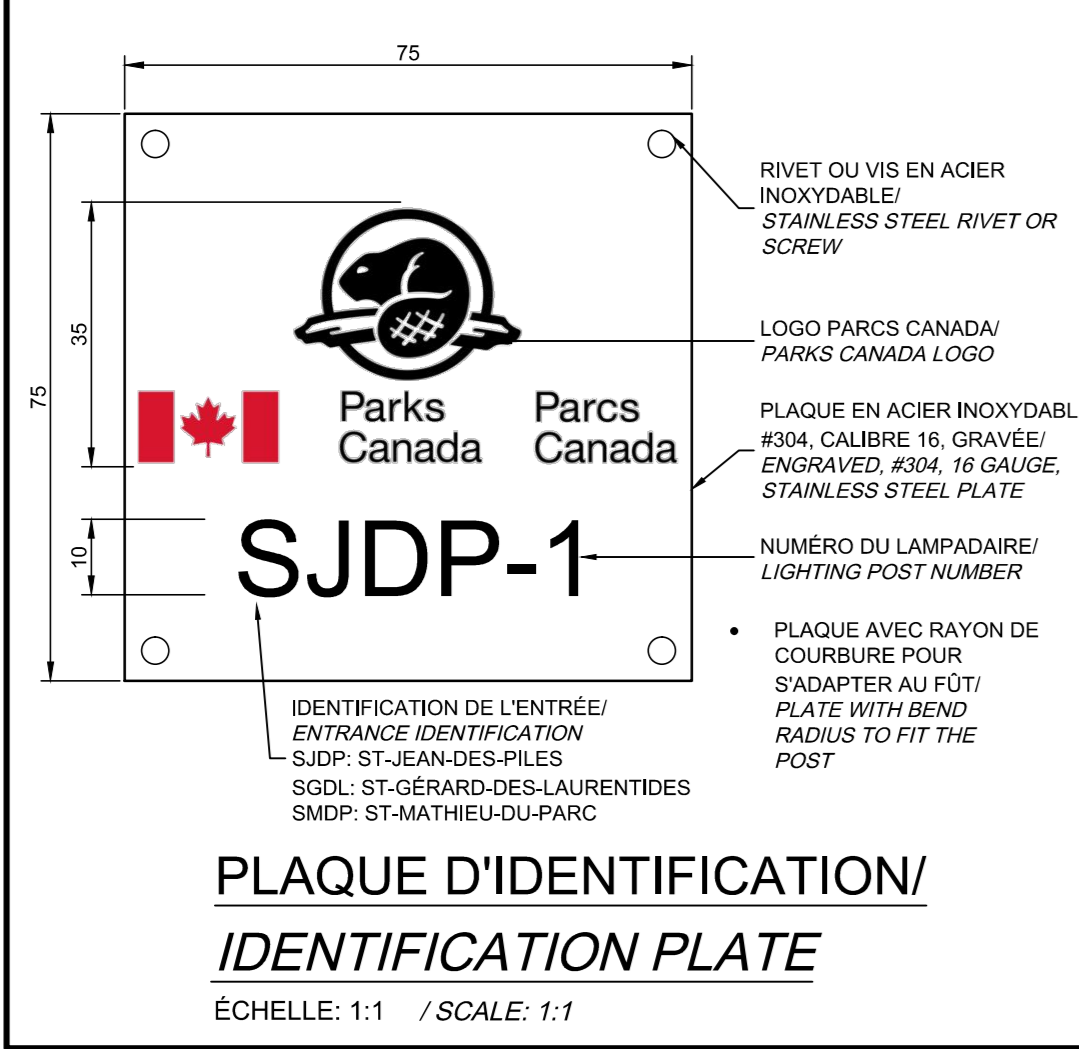 75
75
35
10
Parks
Canada
Parcs
Canada
SJDP-1
RIVET OU VIS EN ACIER
INOXYDABLE/
STAINLESS STEEL RIVET OR
SCREW
LOGO PARCS CANADA/
PARKS CANADA LOGO
PLAQUE EN ACIER INOXYDABL
#304, CALIBRE 16, GRAVÉE/
ENGRAVED, #304, 16 GAUGE,
STAINLESS STEEL PLATE
NUMÉRO DU LAMPADAIRE/
LIGHTING POST NUMBER
• PLAQUE AVEC RAYON DE
COURBURE POUR
S'ADAPTER AU FÛT/
PLATE WITH BEND
RADIUS TO FIT THE
POST
IDENTIFICATION DE L'ENTRÉE/
ENTRANCE IDENTIFICATION
SJDP: ST-JEAN-DES-PILES
SGDL: ST-GÉRARD-DES-LAURENTIDES
SMDP: ST-MATHIEU-DU-PARC
PLAQUE D'IDENTIFICATION/
IDENTIFICATION PLATE
ÉCHELLE: 1:1 / SCALE: 1:1